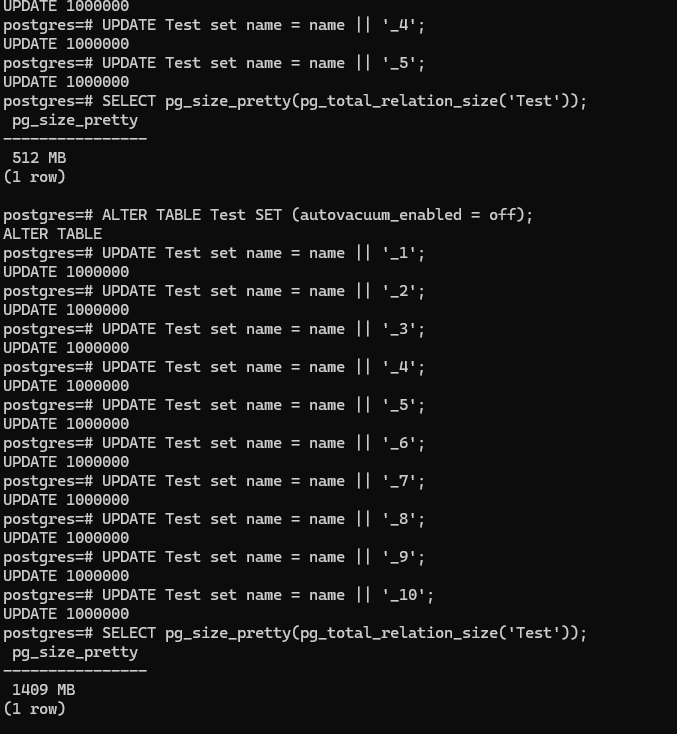 UPDATE 1000000
postgres=# UPDATE Test set name = name || '_4';
UPDATE 1000000
postgres=# UPDATE Test set name = name || '_5';
UPDATE 1000000
postgres=# SELECT pg_size_pretty(pg_total_relation_size('Test'));
 pg_size_pretty
----------------
 512 MB
(1 row)

postgres=# ALTER TABLE Test SET (autovacuum_enabled = off);
ALTER TABLE
postgres=# UPDATE Test set name = name || '_1';
UPDATE 1000000
postgres=# UPDATE Test set name = name || '_2';
UPDATE 1000000
postgres=# UPDATE Test set name = name || '_3';
UPDATE 1000000
postgres=# UPDATE Test set name = name || '_4';
UPDATE 1000000
postgres=# UPDATE Test set name = name || '_5';
UPDATE 1000000
postgres=# UPDATE Test set name = name || '_6';
UPDATE 1000000
postgres=# UPDATE Test set name = name || '_7';
UPDATE 1000000
postgres=# UPDATE Test set name = name || '_8';
UPDATE 1000000
postgres=# UPDATE Test set name = name || '_9';
UPDATE 1000000
postgres=# UPDATE Test set name = name || '_10';
UPDATE 1000000
postgres=# SELECT pg_size_pretty(pg_total_relation_size('Test'));
 pg_size_pretty
----------------
 1409 MB
(1 row)